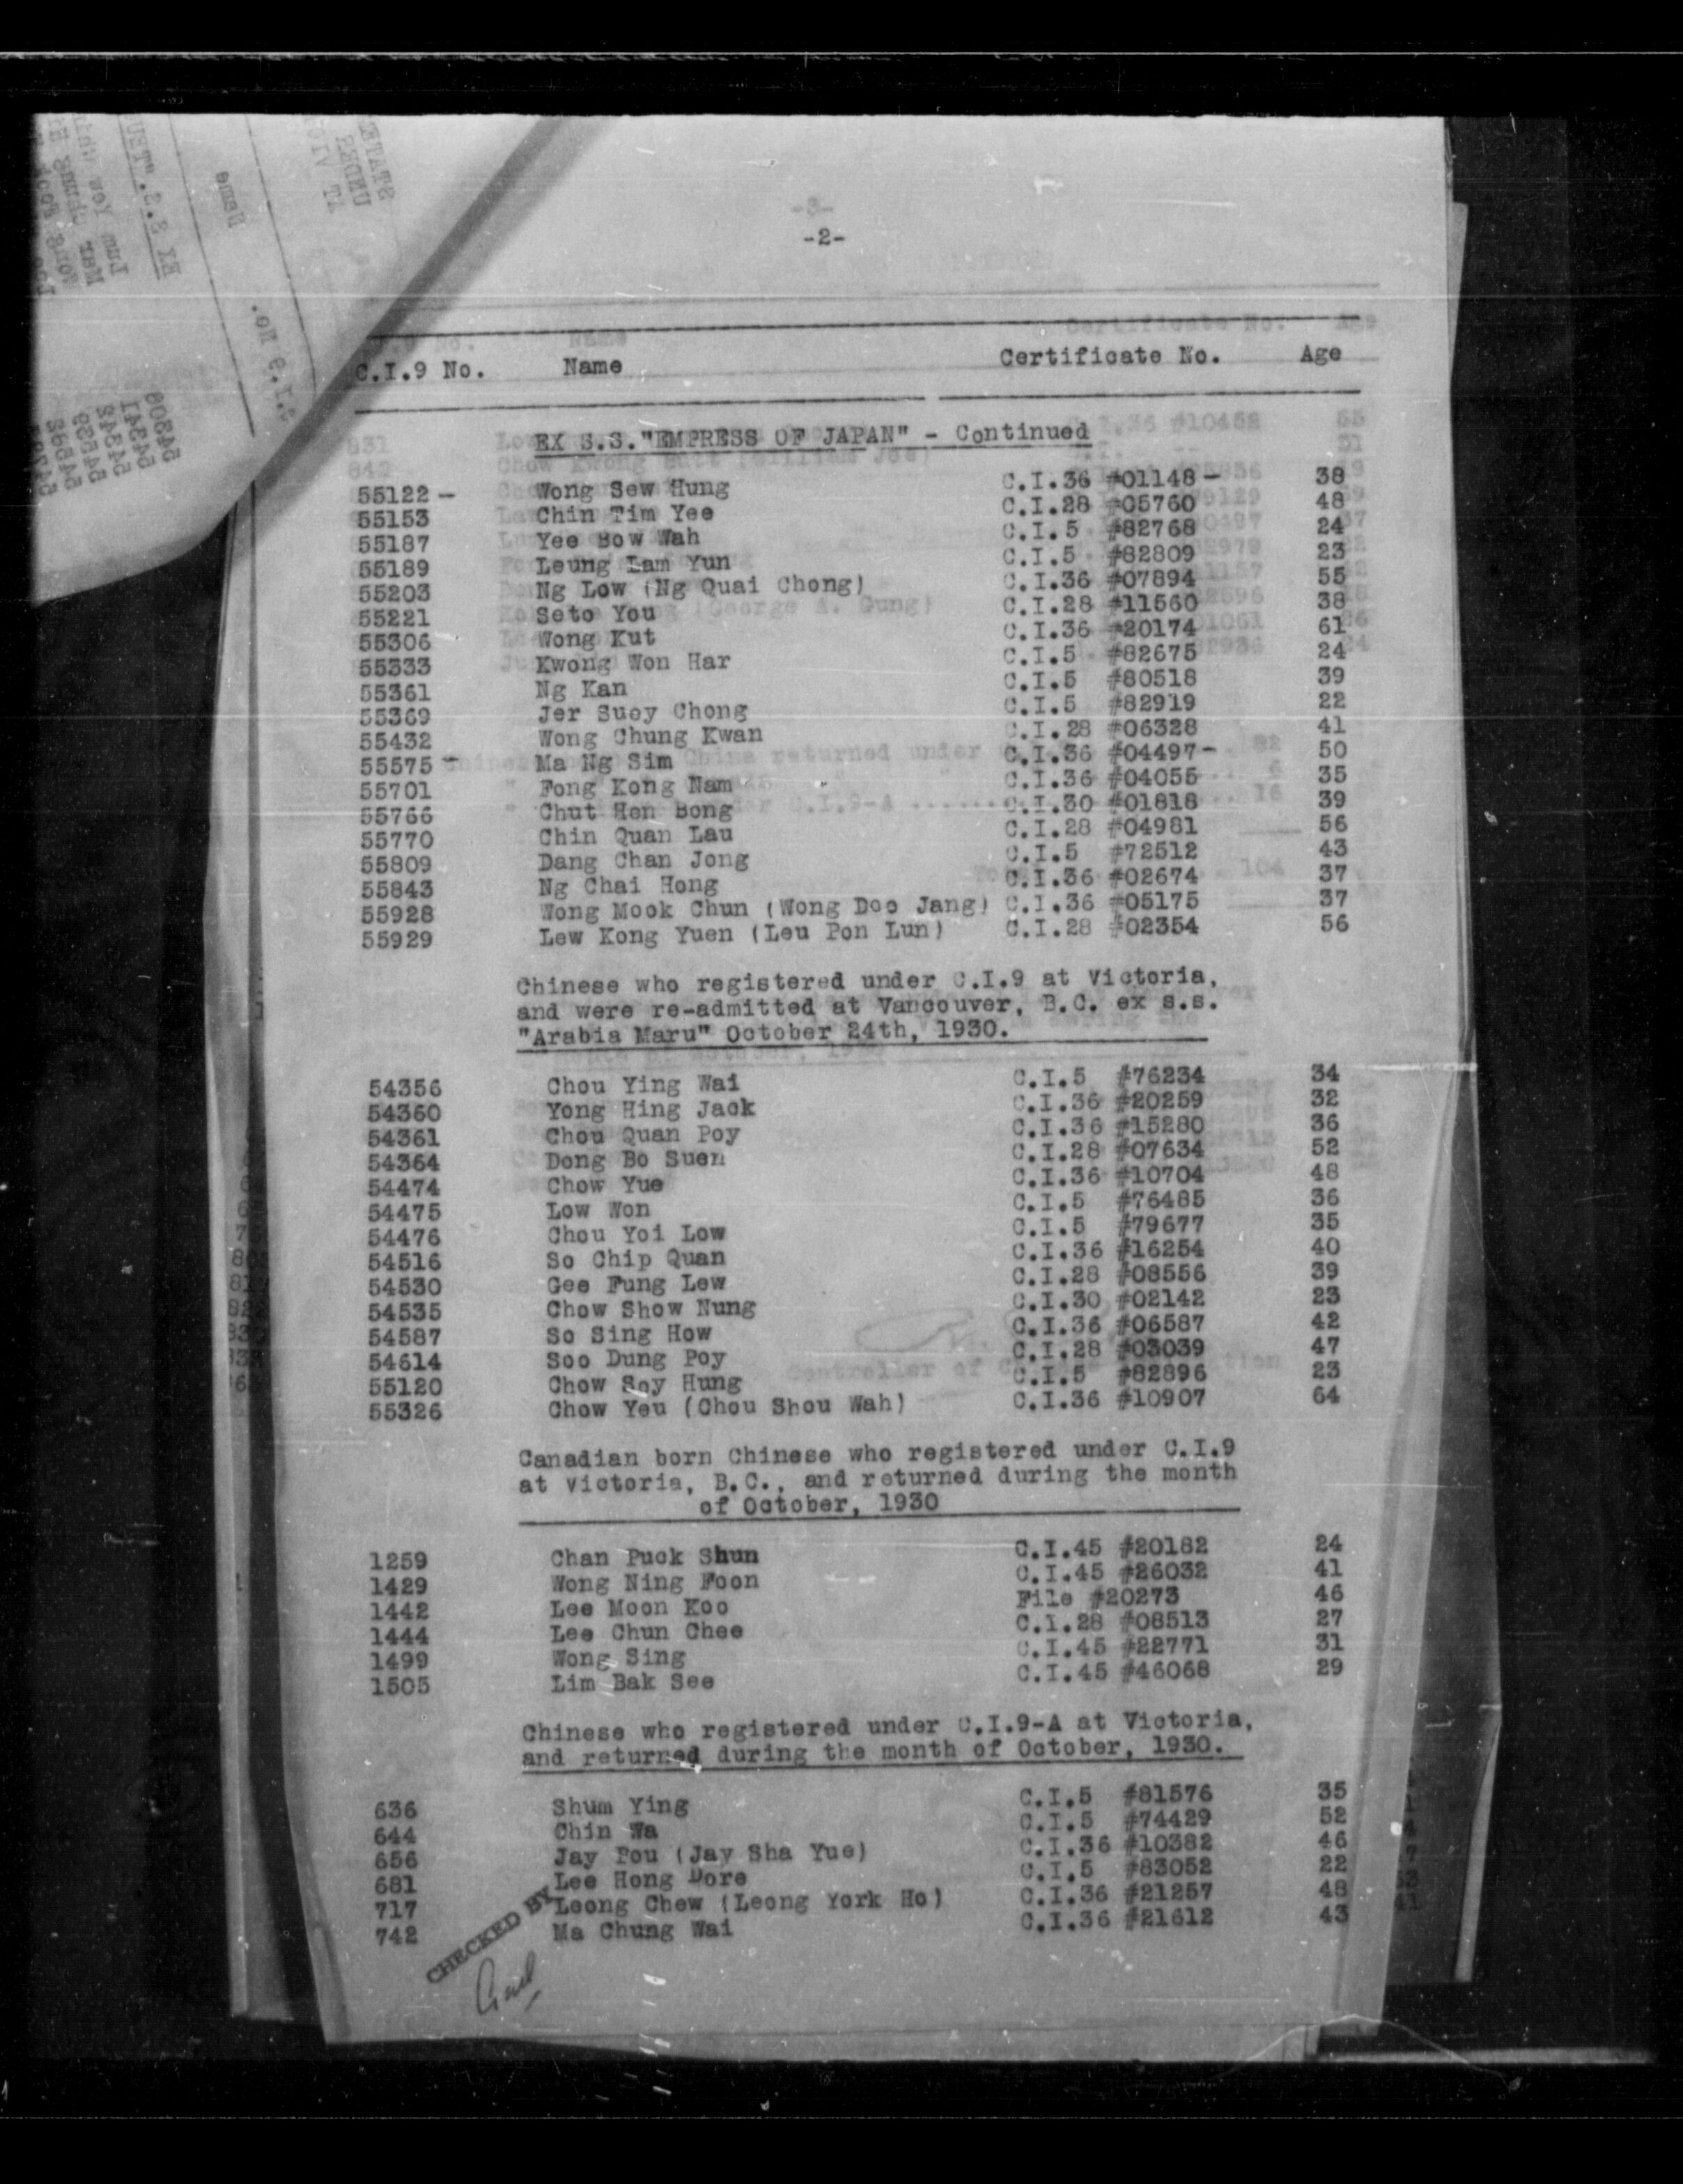 -2-
C.I.9 No. Name Certificate No. Age
EX S.S."EMPRESS OF JAPAN" - Continued
55122 - Wong Sew Hung C.I.36 #01148 - 38
55153 Chin Tim Yee C.I.28 #05760 48
55187 Yee Bow Wah C.I.5 #82768 24
55189 Leung Lam Yun C.I.5 #82809 23
55203 Ng Low (Ng Quai Chong) C.I.36 #07894 55
55221 Seto You C.I.28 #11560 38
55306 Wong Kut C.I.36 #20174 61
55333 Kwong Won Har C.I.5 #82675 24
55361 Ng Kan C.I.5 #80518 39
55369 Jer Suey Chong C.I.5 #82919 22
55432 Wong Chung Kwan C.I.28 #06328 41
55575 - Ma Ng Sim C.I.36 #04497 - 50
55701 Fong Kong Nam C.I.36 #04055 35
55766 Chut Hen Bong C.I.30 #01818 39
55770 Chin Quan Lau C.I.28 #04981 56
55809 Dang Chan Jong C.I.5 #72512 43
55843 Ng Chai Hong C.I.36 #02674 37
55928 Wong Mook Chun (Wong Doo Jang) C.I.36 #05175 37
55929 Lew Kong Yuen (Leu Pon Lun) C.I.28 #02354 56
Chinese who registered under C.I.9 at Victoria,
and were re-admitted at Vancouver, B.C. ex s.s.
"Arabia Maru" October 24th, 1930.
54356 Chou Ying Wai C.I.5 #76234 34
54360 Yong Hing Jack C.I.36 #20259 32
54361 Chou Quan Poy C.I.36 #15280 36
54364 Dong Bo Suen C.I.28 #07634 52
54474 Chow Yue C.I.36 #10704 48
54475 Low Won C.I.5 #76485 36
54476 Chou Yoi Low C.I.5 #79677 35
54516 So Chip Quan C.I.36 #16254 40
54530 Gee Fung Lew C.I.28 #08556 39
54535 Chow Show Nung C.I.30 #02142 23
54587 So Sing How C.I.36 #06587 42
54614 Soo Dung Poy C.I.28 #03039 47
55120 Chow Soy Hung C.I.5 #82896 23
55326 Chow Yeu (Chou Shou Wah) C.I.36 #10907 64
Canadian born Chinese who registered under C.I.9
at victoria, B.C., and returned during the month
of October, 1930
1259 Chan Puck Shun C.I.45 #20182 24
1429 Wong Ning Foon C.I.45 #26032 41
1442 Lee Moon Koo File #20273 46
1444 Lee Chun Chee C.I.28 #08513 27
1499 Wong Sing C.I.45 #22771 31
1505 Lim Bak See C.I.45 #46068 29
Chinese who registered under C.I.9-A at Victoria,
and returned during the month of October, 1930.
636 Shum Ying C.I.5 #81576 35
644 Chin Wa C.I.5 #74429 52
656 Jay Pou (Jay Sha Yue) C.I.36 #10382 46
681 Lee Hong Dore C.I.5 #83052 22
717 Leong Chew (Leong York Ho) C.I.36 #21257 48
742 Ma Chung Wai C.I.36 #21612 43
CHECKED BY